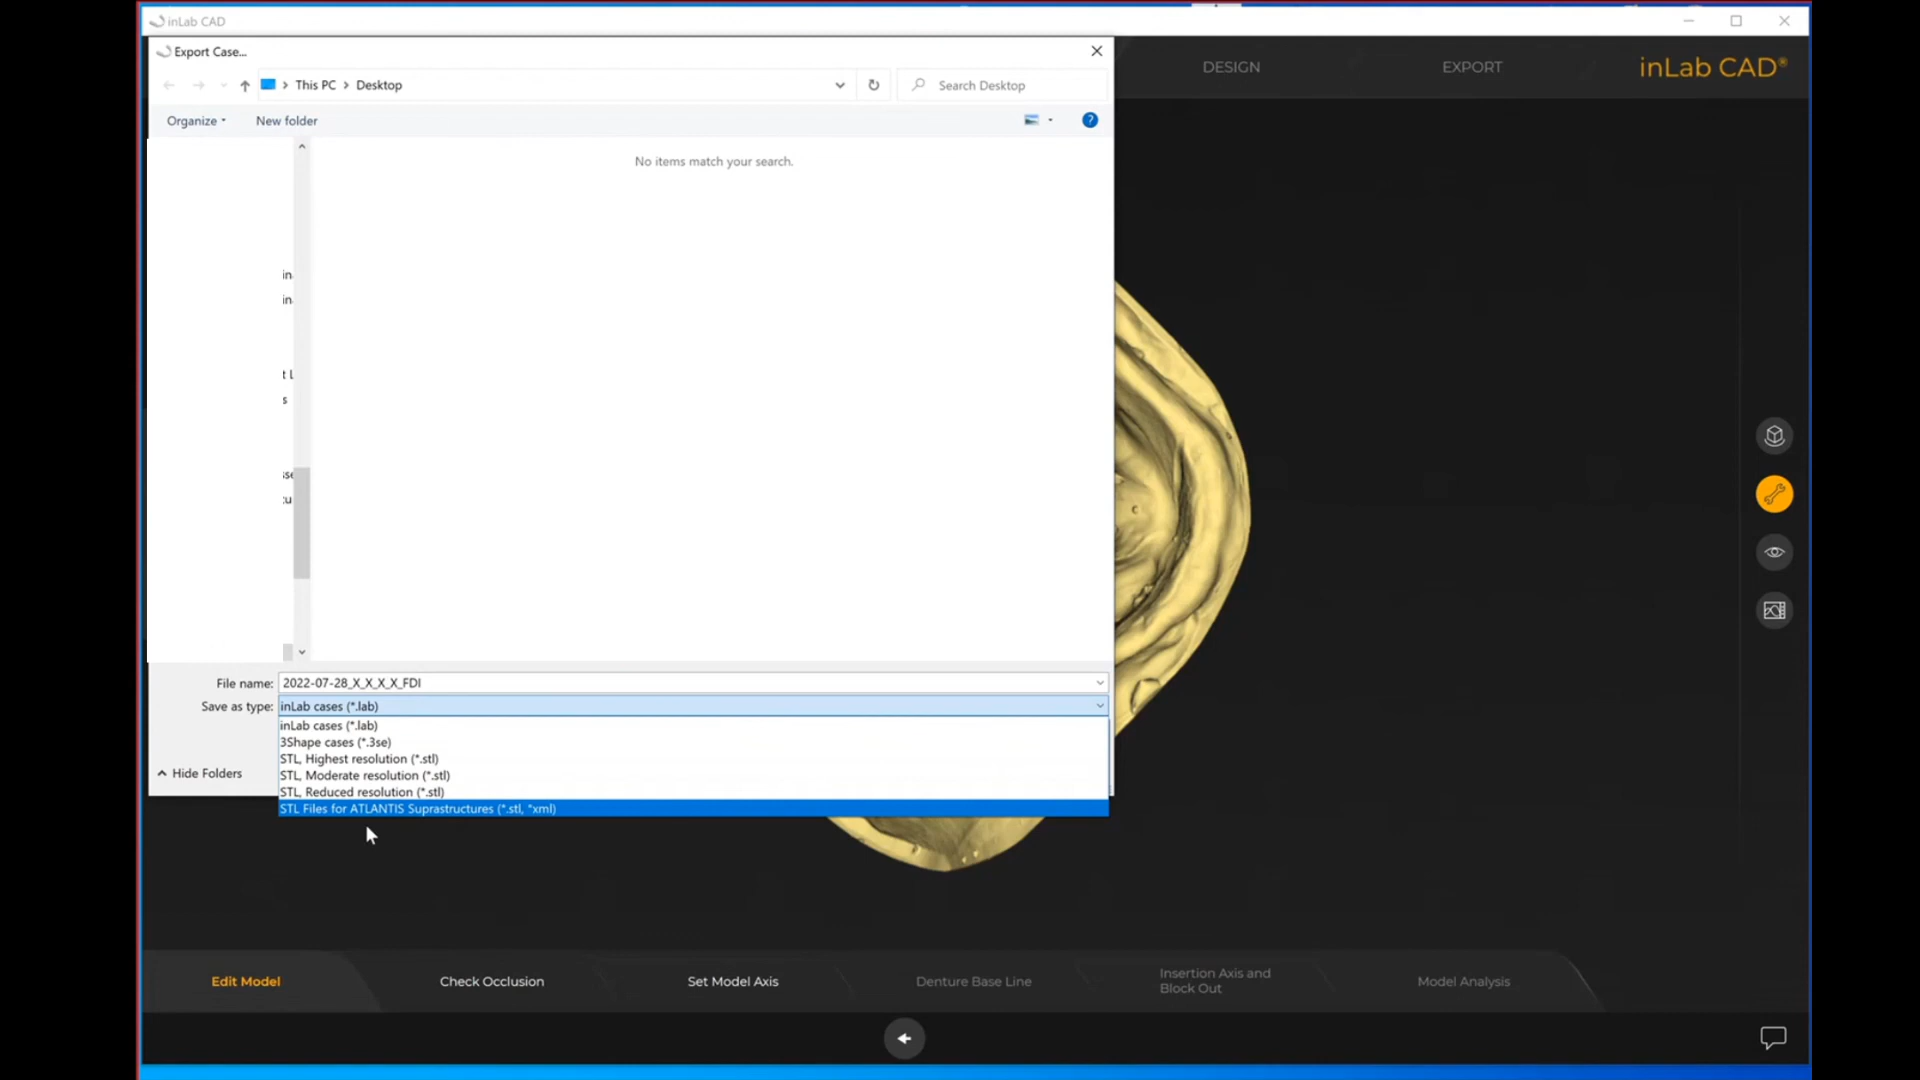 inLab CAD
Export Case...
DESIGN
EXPORT
inLab CAD®
This PC > Desktop
Search Desktop
Organize
New folder
No items match your search.
in
in
t L
s
sse
cu
File name: 2022-07-28_X_X_X_X_FDI
Save as type: inLab cases (*.lab)
inLab cases (*.lab)
3Shape cases (*.3se)
STL, Highest resolution (*.stl)
STL, Moderate resolution (*.stl)
Hide Folders
STL, Reduced resolution (*.stl)
STL Files for ATLANTIS Suprastructures (*.stl, *xml)
Edit Model
Check Occlusion
Set Model Axis
Denture Base Line
Insertion Axis and
Block Out
Model Analysis